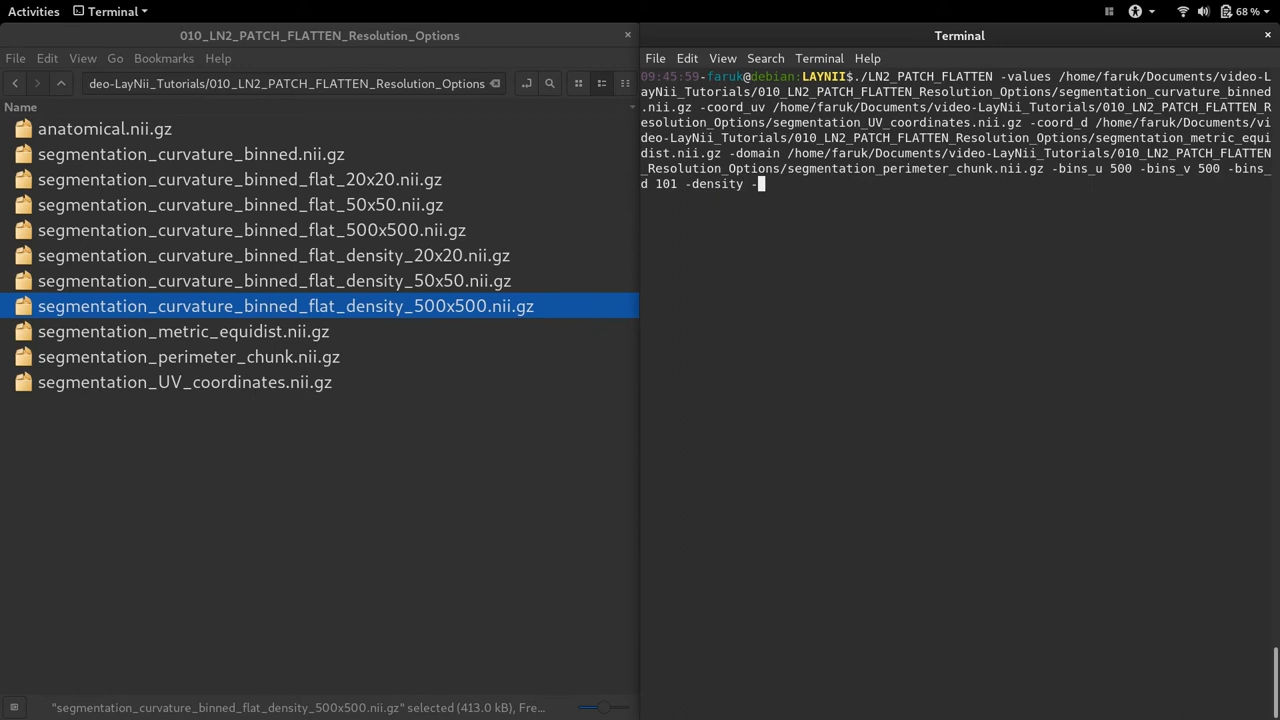 Activities
Terminal
68 %
010_LN2_PATCH_FLATTEN_Resolution_Options
×
File Edit View Go Bookmarks Help
deo-LayNii_Tutorials/010_LN2_PATCH_FLATTEN_Resolution_Options
Name
anatomical.nii.gz
segmentation_curvature_binned.nii.gz
segmentation_curvature_binned_flat_20x20.nii.gz
segmentation_curvature_binned_flat_50x50.nii.gz
segmentation_curvature_binned_flat_500x500.nii.gz
segmentation_curvature_binned_flat_density_20x20.nii.gz
segmentation_curvature_binned_flat_density_50x50.nii.gz
segmentation_curvature_binned_flat_density_500x500.nii.gz
segmentation_metric_equidist.nii.gz
segmentation_perimeter_chunk.nii.gz
segmentation_UV_coordinates.nii.gz
"segmentation_curvature_binned_flat_density_500x500.nii.gz" selected (413.0 kB), Fre...
Terminal
×
File Edit View Search Terminal Help
09:45:59-faruk@debian:LAYNII$./LN2_PATCH_FLATTEN -values /home/faruk/Documents/video-L
ayNii_Tutorials/010_LN2_PATCH_FLATTEN_Resolution_Options/segmentation_curvature_binned
.nii.gz -coord_uv /home/faruk/Documents/video-LayNii_Tutorials/010_LN2_PATCH_FLATTEN_R
esolution_Options/segmentation_UV_coordinates.nii.gz -coord_d /home/faruk/Documents/vi
deo-LayNii_Tutorials/010_LN2_PATCH_FLATTEN_Resolution_Options/segmentation_metric_equi
dist.nii.gz -domain /home/faruk/Documents/video-LayNii_Tutorials/010_LN2_PATCH_FLATTEN
_Resolution_Options/segmentation_perimeter_chunk.nii.gz -bins_u 500 -bins_v 500 -bins_
d 101 -density -